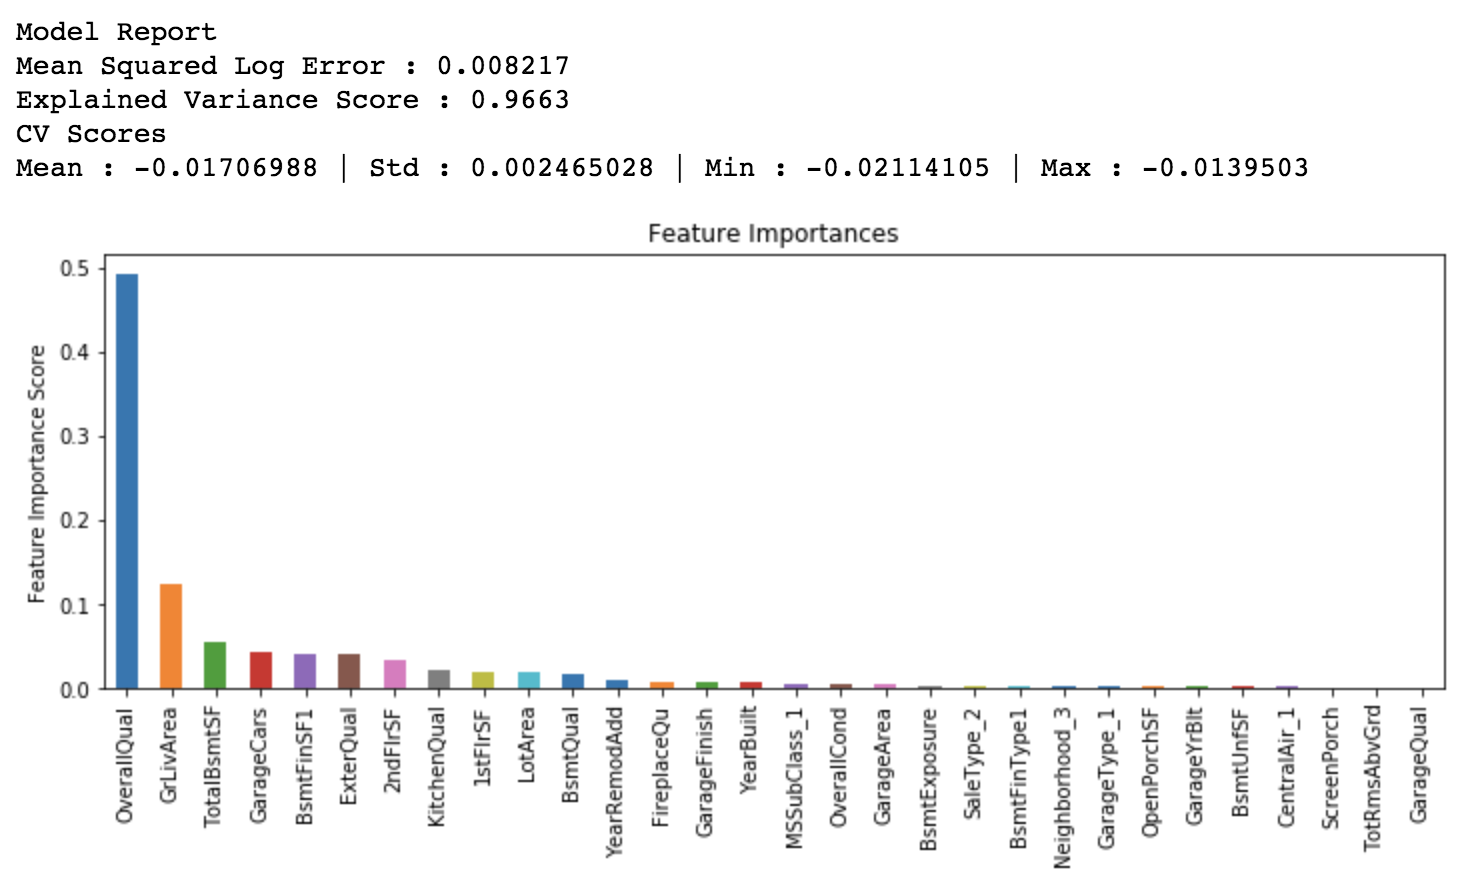 Model Report
Mean Squared Log Error : 0.008217
Explained Variance Score : 0.9663
CV Scores
Mean : -0.01706988 | Std : 0.002465028 | Min : -0.02114105 | Max : -0.0139503
Feature Importances
Feature Importance Score
0.5
0.4
0.3
0.2
0.1
0.0
OverallQual
GrLivArea
TotalBsmtSF
GarageCars
BsmtFinSF1
ExterQual
2ndFlrSF
KitchenQual
1stFlrSF
LotArea
BsmtQual
YearRemodAdd
FireplaceQu
GarageFinish
YearBuilt
MSSubClass_1
OverallCond
GarageArea
BsmtExposure
SaleType_2
BsmtFinType1
Neighborhood_3
GarageType_1
OpenPorchSF
GarageYrBlt
BsmtUnfSF
CentralAir_1
ScreenPorch
TotRmsAbvGrd
GarageQual